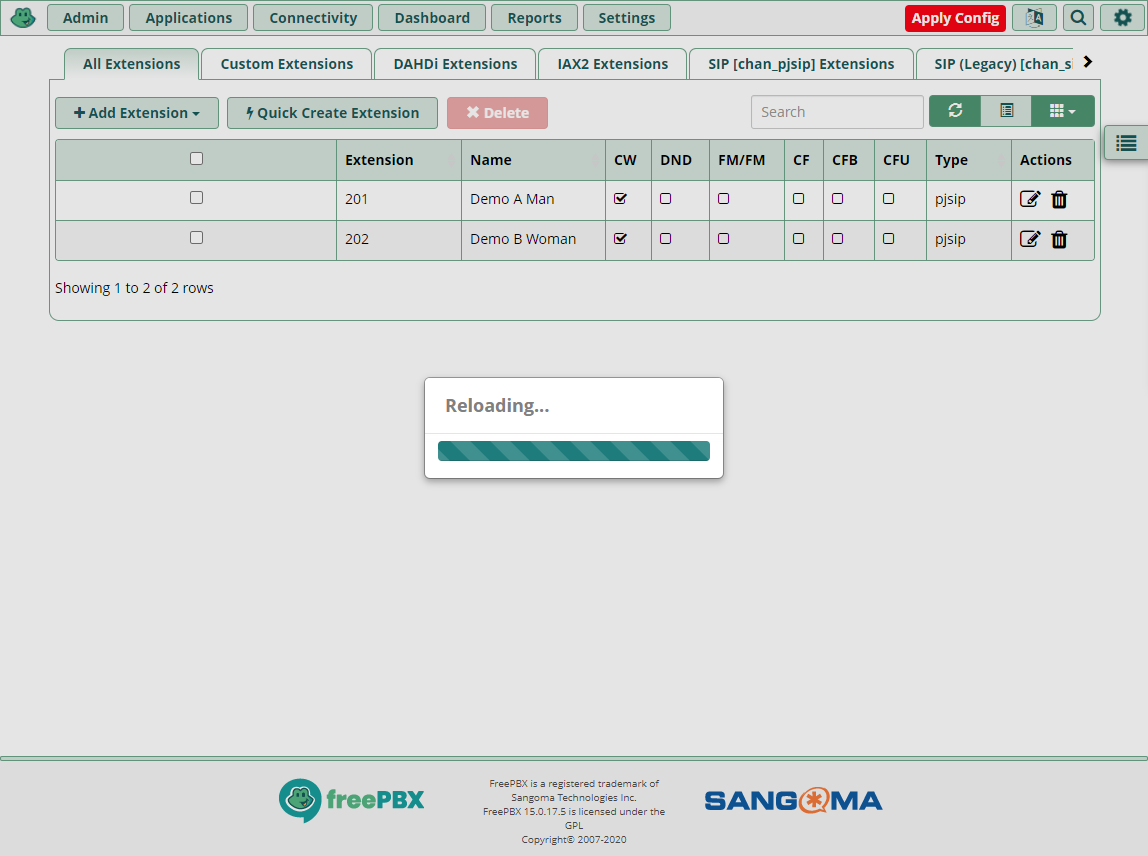 Admin Applications Connectivity Dashboard Reports Settings Apply Config
All Extensions Custom Extensions DAHDi Extensions IAX2 Extensions SIP [chan_pjsip] Extensions SIP (Legacy) [chan_si
Add Extension Quick Create Extension Delete Search
Extension Name CW DND FM/FM CF CFB CFU Type Actions
201 Demo A Man pjsip
202 Demo B Woman pjsip
Showing 1 to 2 of 2 rows
Reloading...
freePBX
FreePBX is a registered trademark of
Sangoma Technologies Inc.
FreePBX 15.0.17.5 is licensed under the
GPL
Copyright© 2007-2020
SANGOMA